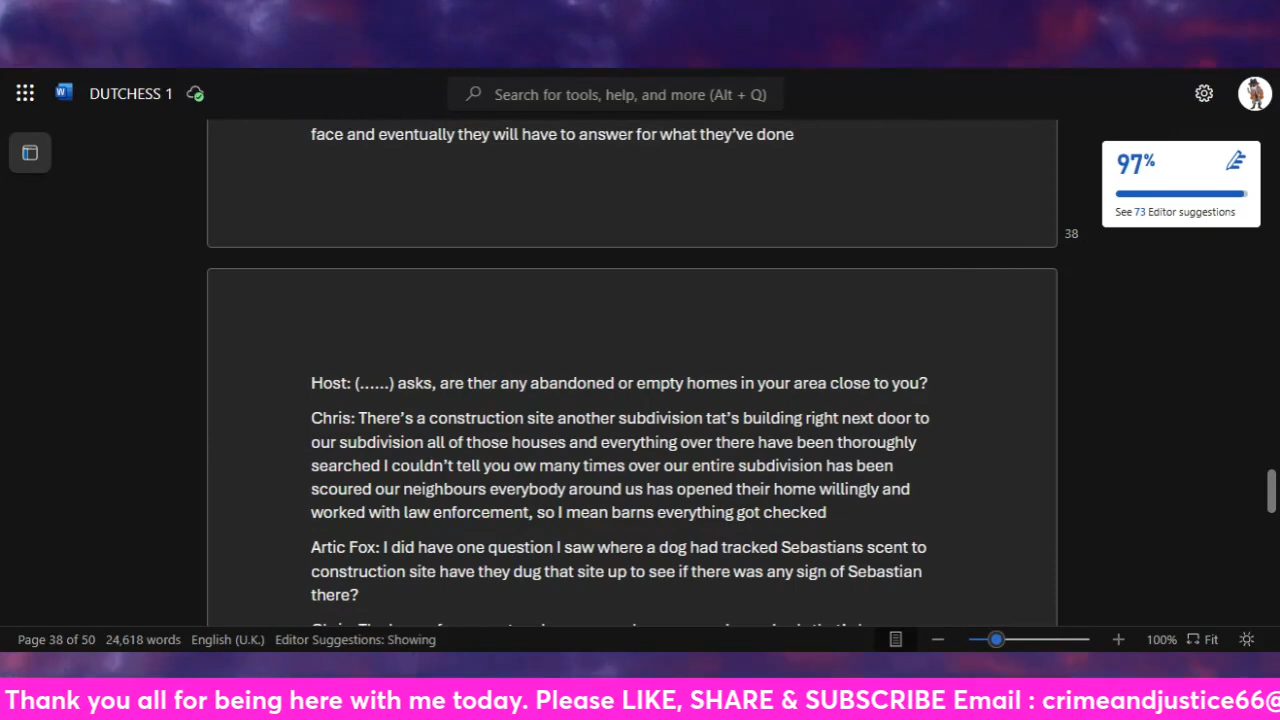 DUTCHESS 1
Search for tools, help, and more (Alt + Q)
face and eventually they will have to answer for what they've done
97%
See 73 Editor suggestions
38
Host: (......) asks, are ther any abandoned or empty homes in your area close to you?
Chris: There's a construction site another subdivision tat's building right next door to
our subdivision all of those houses and everything over there have been thoroughly
searched I couldn't tell you ow many times over our entire subdivision has been
scoured our neighbours everybody around us has opened their home willingly and
worked with law enforcement, so I mean barns everything got checked
Artic Fox: I did have one question I saw where a dog had tracked Sebastians scent to
construction site have they dug that site up to see if there was any sign of Sebastian
there?
Page 38 of 50 24,618 words English (U.K.) Editor Suggestions: Showing
100% Fit
Thank you all for being here with me today. Please LIKE, SHARE & SUBSCRIBE Email : crimeandjustice66@